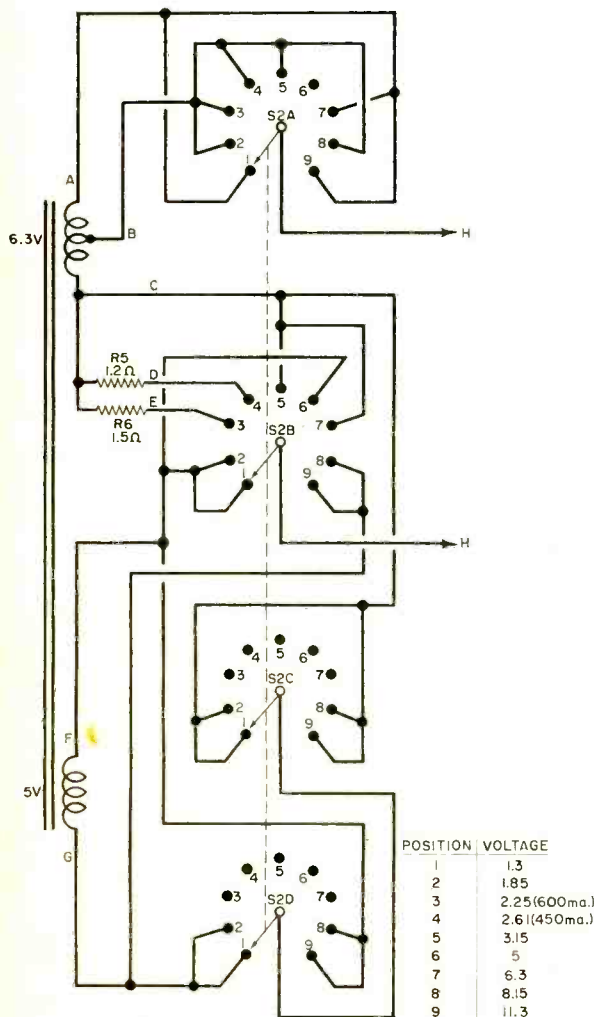 4
5
6
3
7
S2A
2
8
1
9
A
6.3V
B
H
C
R5
1.2Ω
D
E
R6
1.5Ω
4
5
6
3
7
S2B
2
8
1
9
H
4
5
6
3
7
S2C
2
8
1
9
F
5V
G
4
5
6
3
7
S2D
2
8
1
9
POSITION VOLTAGE
1 1.3
2 1.85
3 2.25(600ma.)
4 2.61(450ma.)
5 3.15
6 5
7 6.3
8 8.15
9 11.3